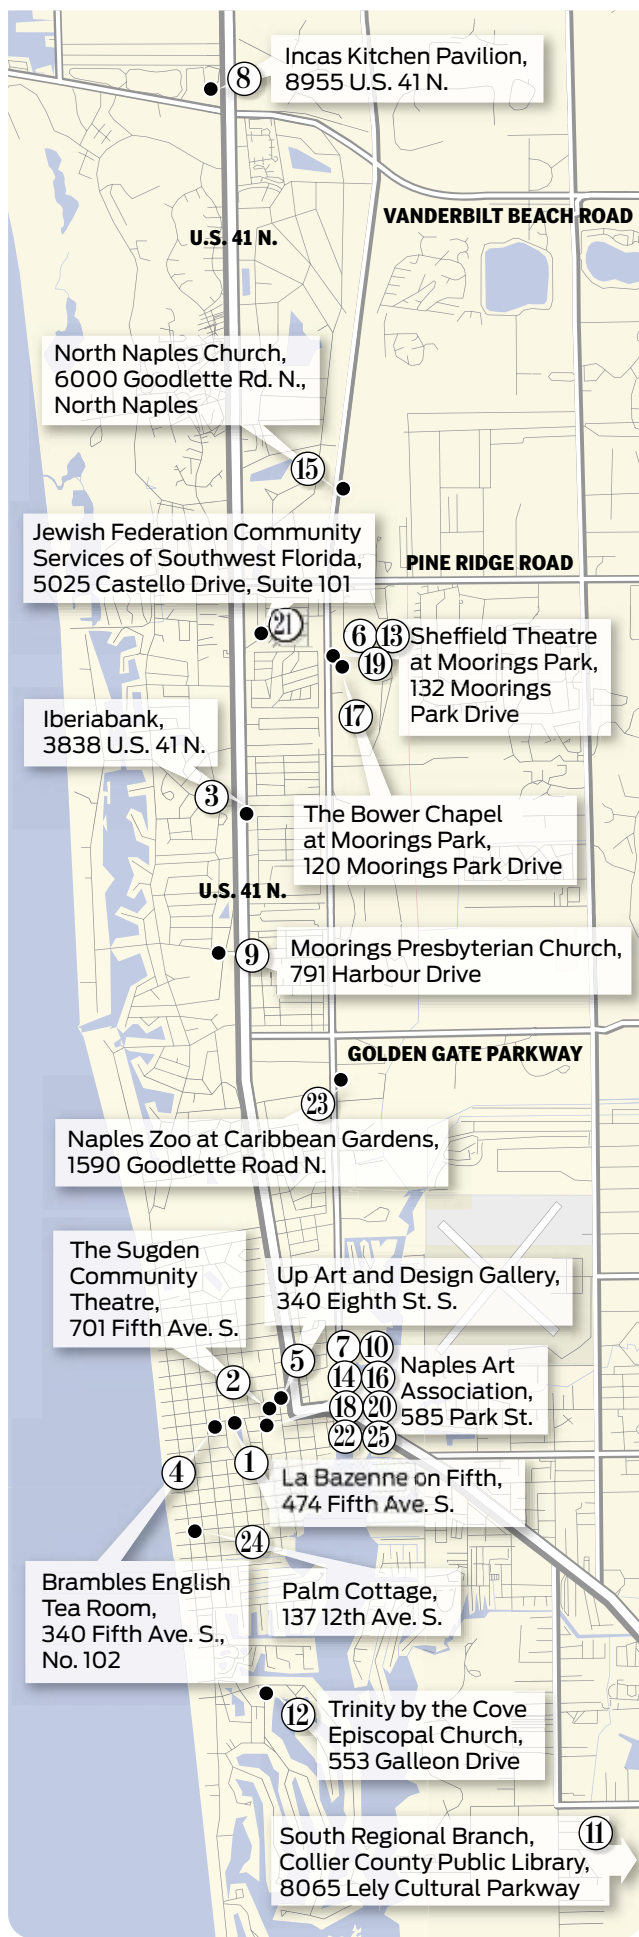 8
Incas Kitchen Pavilion,
8955 U.S. 41 N.
VANDERBILT BEACH ROAD
U.S. 41 N.
North Naples Church,
6000 Goodlette Rd. N.,
North Naples
15
Jewish Federation Community
Services of Southwest Florida,
5025 Castello Drive, Suite 101
PINE RIDGE ROAD
21
6 13
19
Sheffield Theatre
at Moorings Park,
132 Moorings
Park Drive
17
Iberiabank,
3838 U.S. 41 N.
3
The Bower Chapel
at Moorings Park,
120 Moorings Park Drive
U.S. 41 N.
9
Moorings Presbyterian Church,
791 Harbour Drive
GOLDEN GATE PARKWAY
23
Naples Zoo at Caribbean Gardens,
1590 Goodlette Road N.
The Sugden
Community
Theatre,
701 Fifth Ave. S.
2
Up Art and Design Gallery,
340 Eighth St. S.
5
7 10
14 16
18 20
22 25
Naples Art
Association,
585 Park St.
4
1
La Bazenne on Fifth,
474 Fifth Ave. S.
24
Brambles English
Tea Room,
340 Fifth Ave. S.,
No. 102
Palm Cottage,
137 12th Ave. S.
12
Trinity by the Cove
Episcopal Church,
553 Galleon Drive
11
South Regional Branch,
Collier County Public Library,
8065 Lely Cultural Parkway